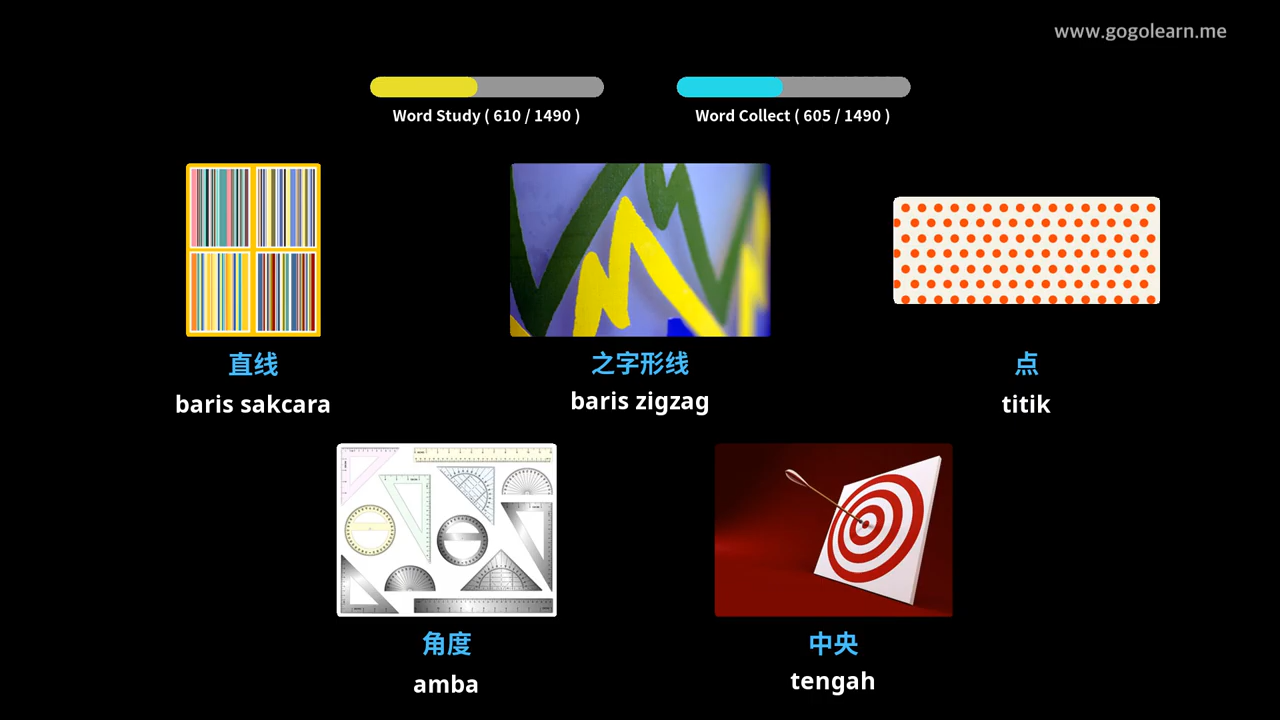 www.gogolearn.me
Word Study ( 610 / 1490 )
Word Collect ( 605 / 1490 )
直线
之字形线
点
baris sakcara
baris zigzag
titik
角度
中央
amba
tengah